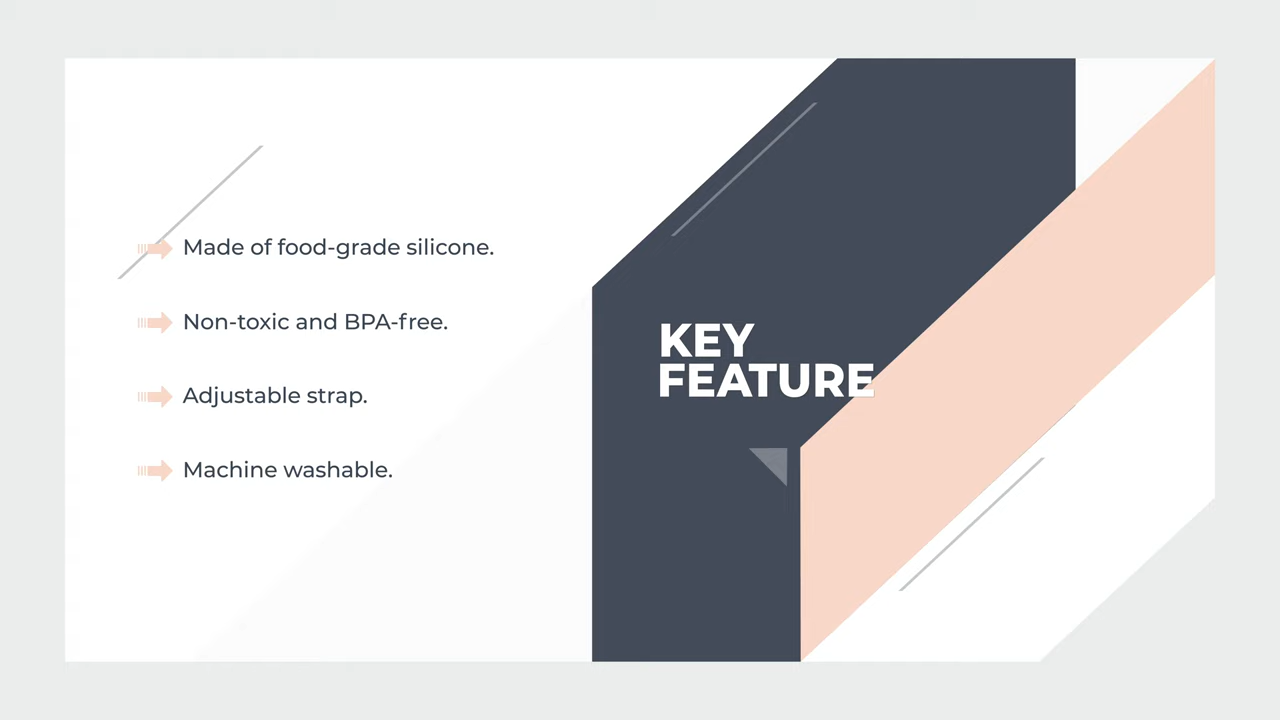 Made of food-grade silicone.
Non-toxic and BPA-free.
Adjustable strap.
Machine washable.
KEY
FEATURE